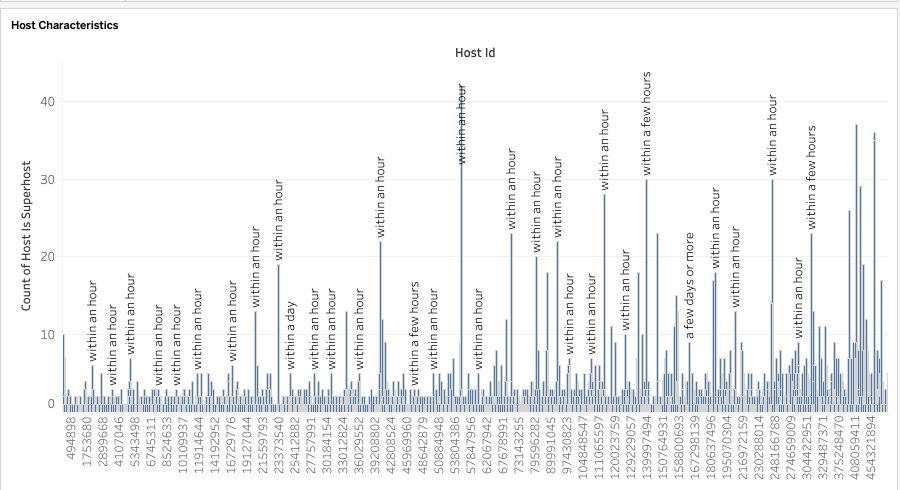 Host Characteristics
Host Id
Count of Host Is Superhost
40
30
20
10
0
within an hour
within an hour
within an hour
within an hour
within an hour
within an hour
within an hour
within an hour
within an hour
within a day
within an hour
within an hour
within an hour
within an hour
within a few hours
within an hour
within an hour
within an hour
within an hour
within an hour
within an hour
within an hour
within an hour
within an hour
within an hour
within a few hours
a few days or more
within an hour
within an hour
within an hour
within an hour
within a few hours
494898
1753680
2899668
4107046
5343498
6745311
8524633
10109937
11914644
14192952
16729776
19127044
21559793
23373540
25412882
27757991
30184154
33012824
36029552
39208802
42808524
45969960
48642879
50884948
53804386
57847956
62067942
67678991
73143255
79596282
89991045
97430823
104848547
111065597
120023759
129229057
139997494
150764931
158800693
167298139
180637496
195070304
216972159
230288014
248166788
274659009
304422951
329487371
375248470
408059411
454321894